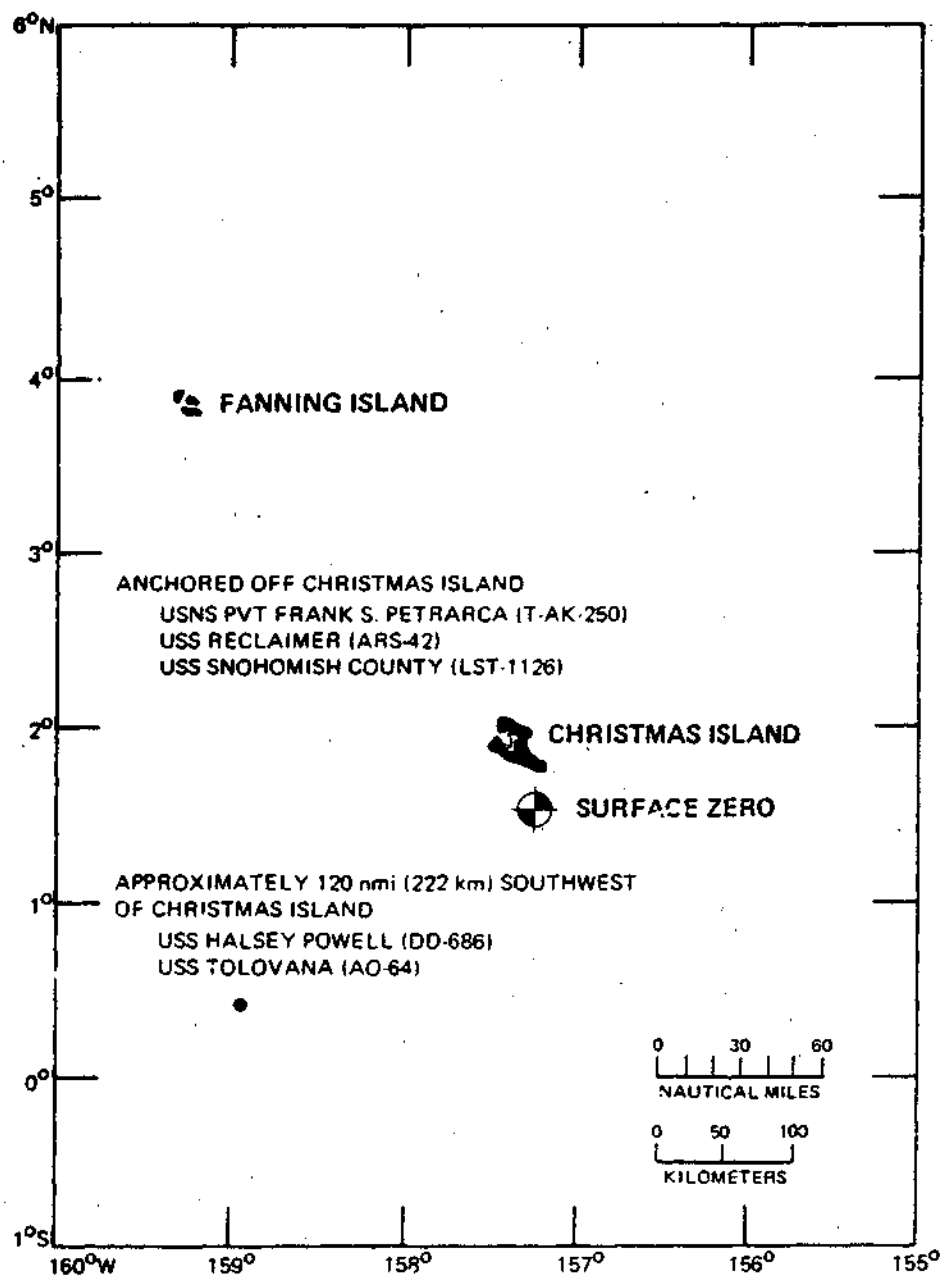 6°N
5°
4°
FANNING ISLAND
3°
ANCHORED OFF CHRISTMAS ISLAND
USNS PVT FRANK S. PETRARCA (T-AK-250)
USS RECLAIMER (ARS-42)
USS SNOHOMISH COUNTY (LST-1126)
2°
CHRISTMAS ISLAND
SURFACE ZERO
APPROXIMATELY 120 nmi (222 km) SOUTHWEST
1°
OF CHRISTMAS ISLAND
USS HALSEY POWELL (DD-686)
USS TOLOVANA (AO-64)
0 30 60
NAUTICAL MILES
0°
0 50 100
KILOMETERS
1°S
160°W 159° 158° 157° 156° 155°